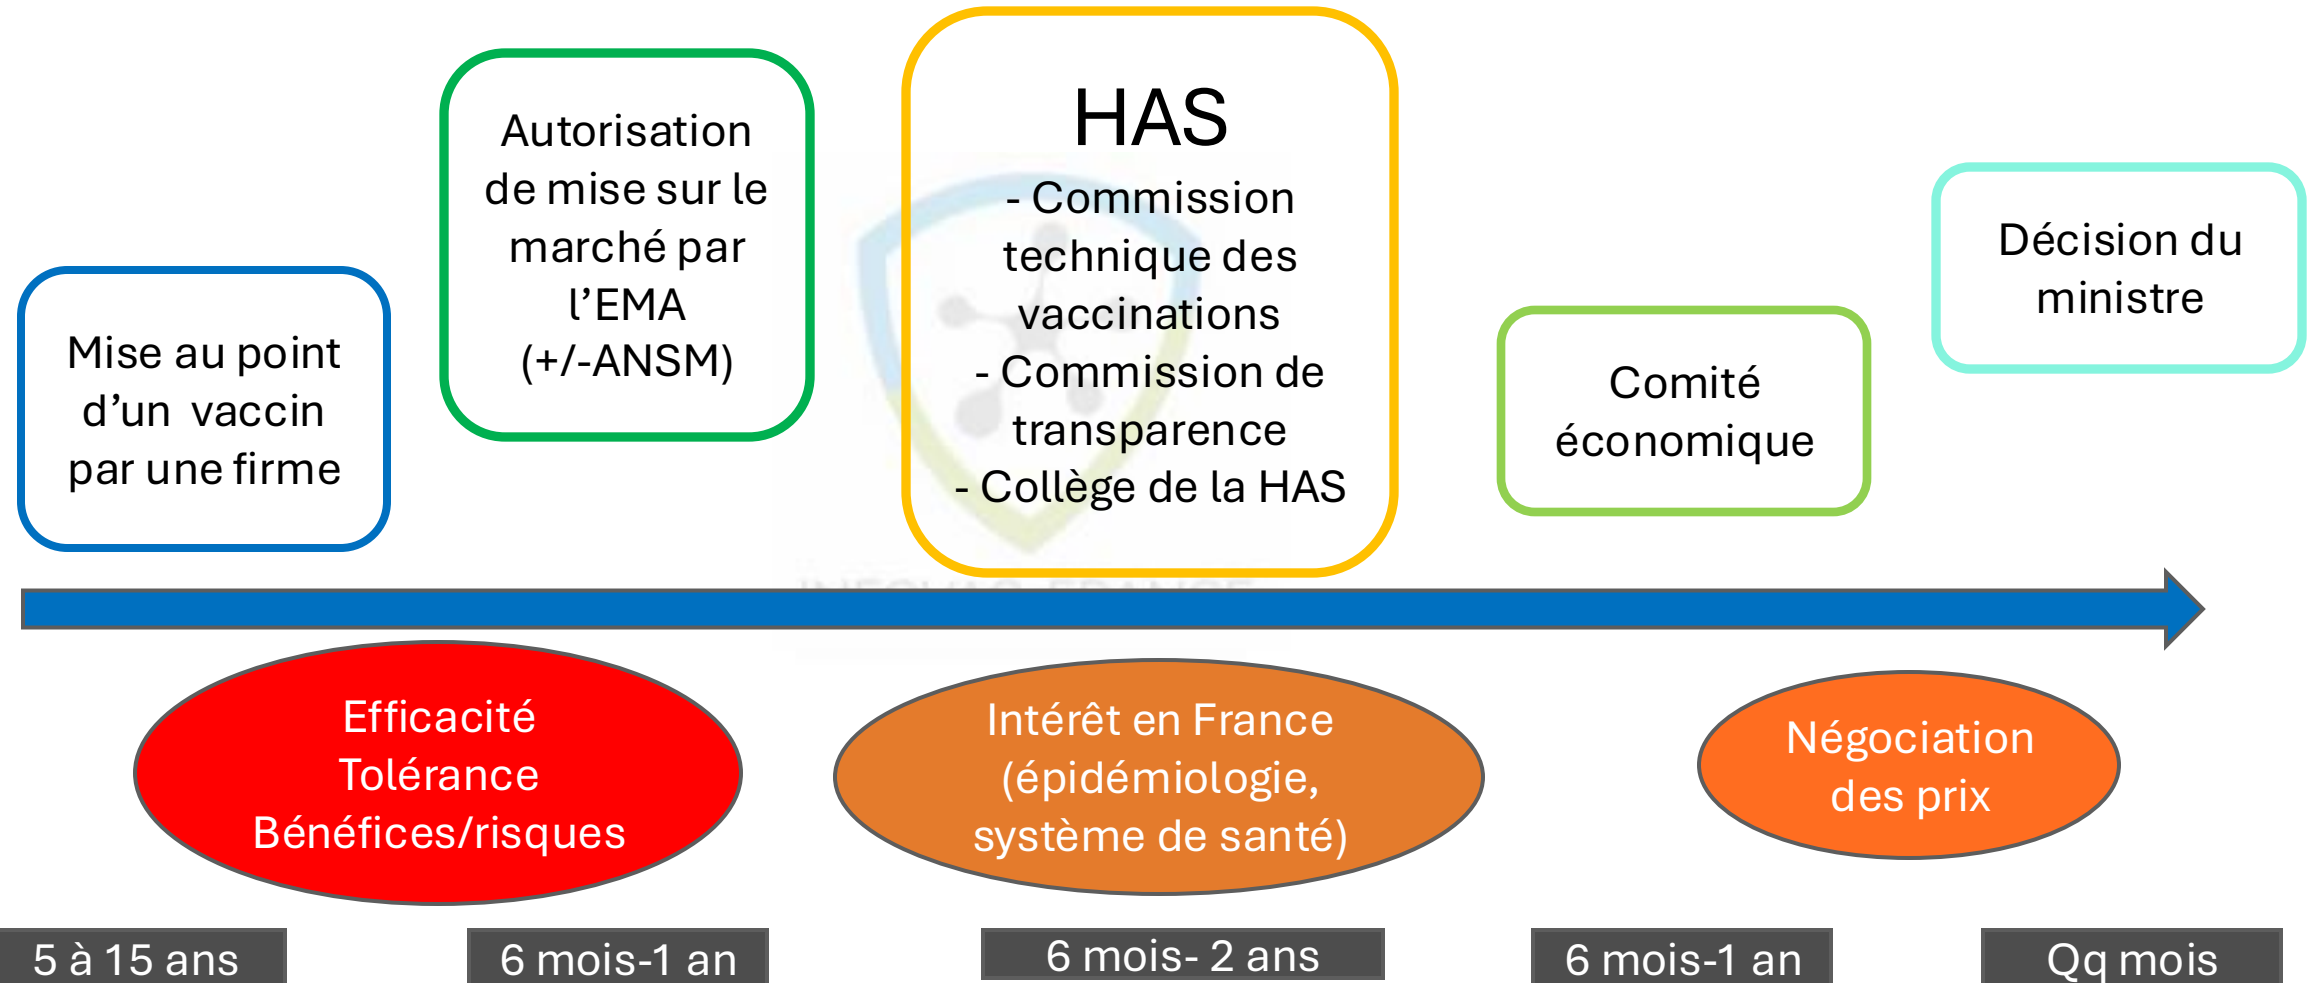 Mise au point
d’un vaccin
par une firme
Autorisation
de mise sur le
marché par
l’EMA
(+/-ANSM)
HAS
- Commission
technique des
vaccinations
- Commission de
transparence
- Collège de la HAS
Comité
économique
Décision du
ministre
Efficacité
Tolérance
Bénéfices/risques
Intérêt en France
(épidémiologie,
système de santé)
Négociation
des prix
5 à 15 ans
6 mois-1 an
6 mois- 2 ans
6 mois-1 an
Qq mois